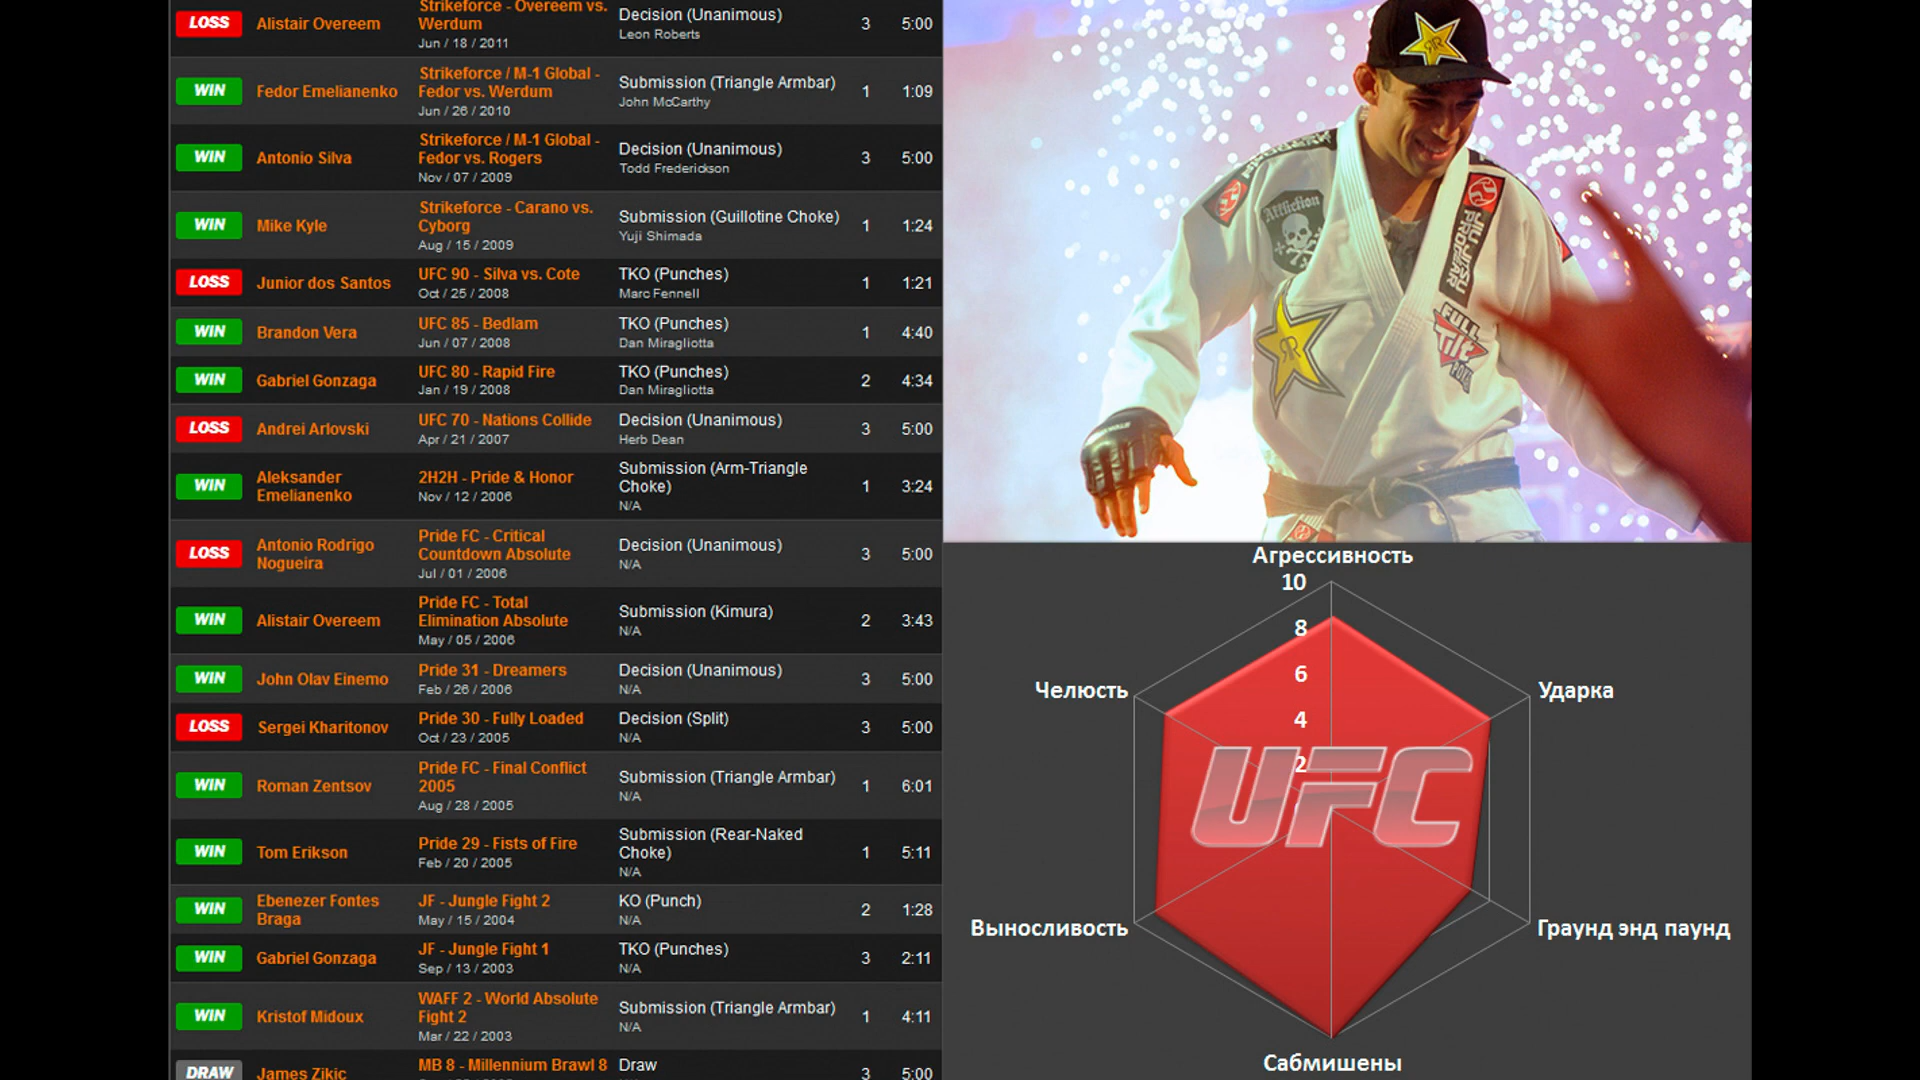 LOSS Alistair Overeem Strikeforce - Overeem vs. Werdum Jun / 18 / 2011 Decision (Unanimous) Leon Roberts 3 5:00
WIN Fedor Emelianenko Strikeforce / M-1 Global - Fedor vs. Werdum Jun / 26 / 2010 Submission (Triangle Armbar) John McCarthy 1 1:09
WIN Antonio Silva Strikeforce / M-1 Global - Fedor vs. Rogers Nov / 07 / 2009 Decision (Unanimous) Todd Frederickson 3 5:00
WIN Mike Kyle Strikeforce - Carano vs. Cyborg Aug / 15 / 2009 Submission (Guillotine Choke) Yuji Shimada 1 1:24
LOSS Junior dos Santos UFC 90 - Silva vs. Cote Oct / 25 / 2008 TKO (Punches) Marc Fennell 1 1:21
WIN Brandon Vera UFC 85 - Bedlam Jun / 07 / 2008 TKO (Punches) Dan Miragliotta 1 4:40
WIN Gabriel Gonzaga UFC 80 - Rapid Fire Jan / 19 / 2008 TKO (Punches) Dan Miragliotta 2 4:34
LOSS Andrei Arlovski UFC 70 - Nations Collide Apr / 21 / 2007 Decision (Unanimous) Herb Dean 3 5:00
WIN Aleksander Emelianenko 2H2H - Pride & Honor Nov / 12 / 2006 Submission (Arm-Triangle Choke) N/A 1 3:24
LOSS Antonio Rodrigo Nogueira Pride FC - Critical Countdown Absolute Jul / 01 / 2006 Decision (Unanimous) N/A 3 5:00
WIN Alistair Overeem Pride FC - Total Elimination Absolute May / 05 / 2006 Submission (Kimura) N/A 2 3:43
WIN John Olav Einemo Pride 31 - Dreamers Feb / 26 / 2006 Decision (Unanimous) N/A 3 5:00
LOSS Sergei Kharitonov Pride 30 - Fully Loaded Oct / 23 / 2005 Decision (Split) N/A 3 5:00
WIN Roman Zentsov Pride FC - Final Conflict 2005 Aug / 28 / 2005 Submission (Triangle Armbar) N/A 1 6:01
WIN Tom Erikson Pride 29 - Fists of Fire Feb / 20 / 2005 Submission (Rear-Naked Choke) N/A 1 5:11
WIN Ebenezer Fontes Braga JF - Jungle Fight 2 May / 15 / 2004 KO (Punch) N/A 2 1:28
WIN Gabriel Gonzaga JF - Jungle Fight 1 Sep / 13 / 2003 TKO (Punches) N/A 3 2:11
WIN Kristof Midoux WAFF 2 - World Absolute Fight 2 Mar / 22 / 2003 Submission (Triangle Armbar) N/A 1 4:11
DRAW James Zikic MB 8 - Millennium Brawl 8 Draw 3 5:00
Affliction
JIU JITSU
PRO GEAR
FULL
TILT
POKER
Агрессивность
10
8
6
4
2
Челюсть
Ударка
UFC
Выносливость
Граунд энд паунд
Сабмишены